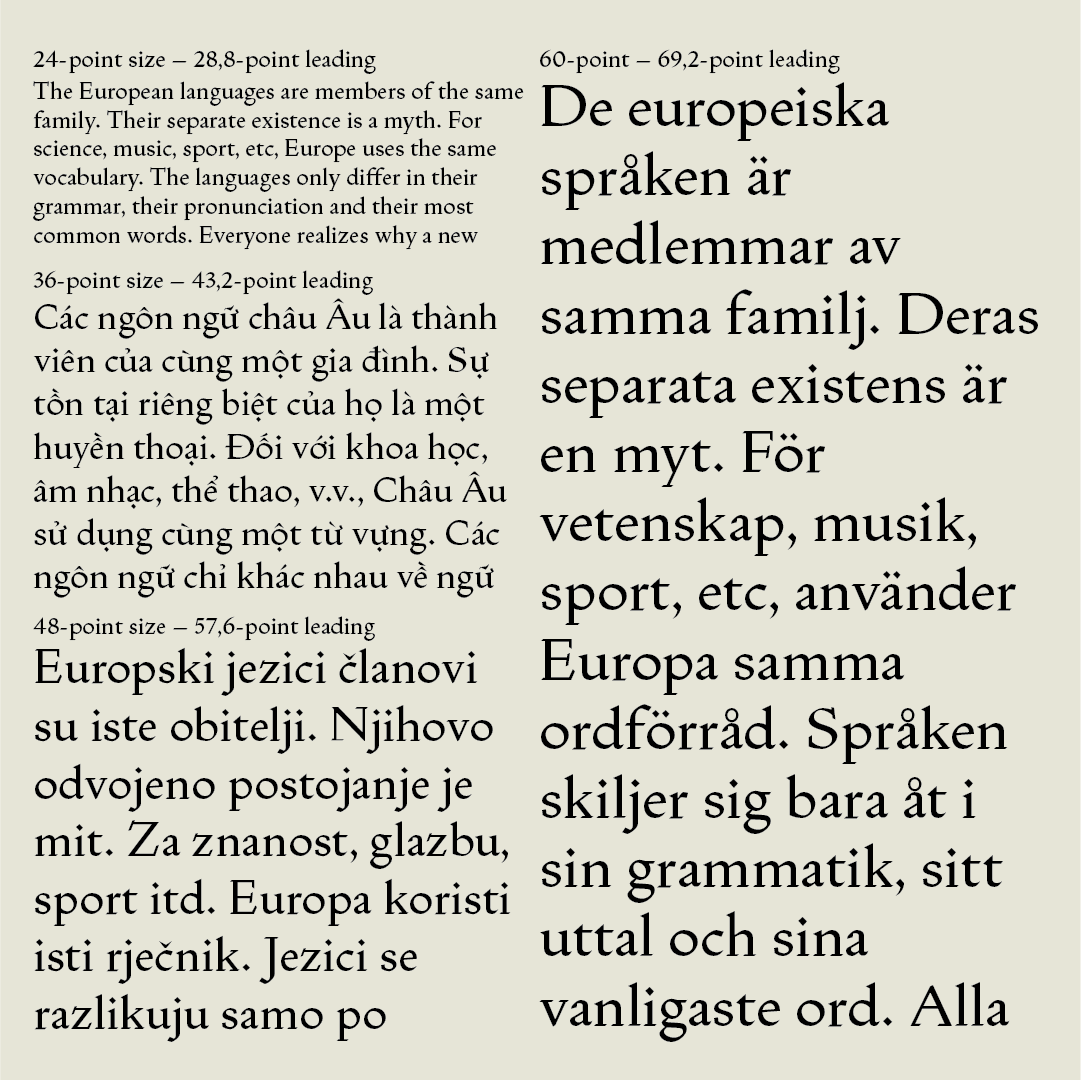 24-point size – 28,8-point leading
The European languages are members of the same
family. Their separate existence is a myth. For
science, music, sport, etc, Europe uses the same
vocabulary. The languages only differ in their
grammar, their pronunciation and their most
common words. Everyone realizes why a new
36-point size – 43,2-point leading
Các ngôn ngữ châu Âu là thành
viên của cùng một gia đình. Sự
tồn tại riêng biệt của họ là một
huyền thoại. Đối với khoa học,
âm nhạc, thể thao, v.v., Châu Âu
sử dụng cùng một từ vựng. Các
ngôn ngữ chỉ khác nhau về ngữ
48-point size – 57,6-point leading
Europski jezici članovi
su iste obitelji. Njihovo
odvojeno postojanje je
mit. Za znanost, glazbu,
sport itd. Europa koristi
isti rječnik. Jezici se
razlikuju samo po
60-point – 69,2-point leading
De europeiska
språken är
medlemmar av
samma familj. Deras
separata existens är
en myt. För
vetenskap, musik,
sport, etc, använder
Europa samma
ordförråd. Språken
skiljer sig bara åt i
sin grammatik, sitt
uttal och sina
vanligaste ord. Alla